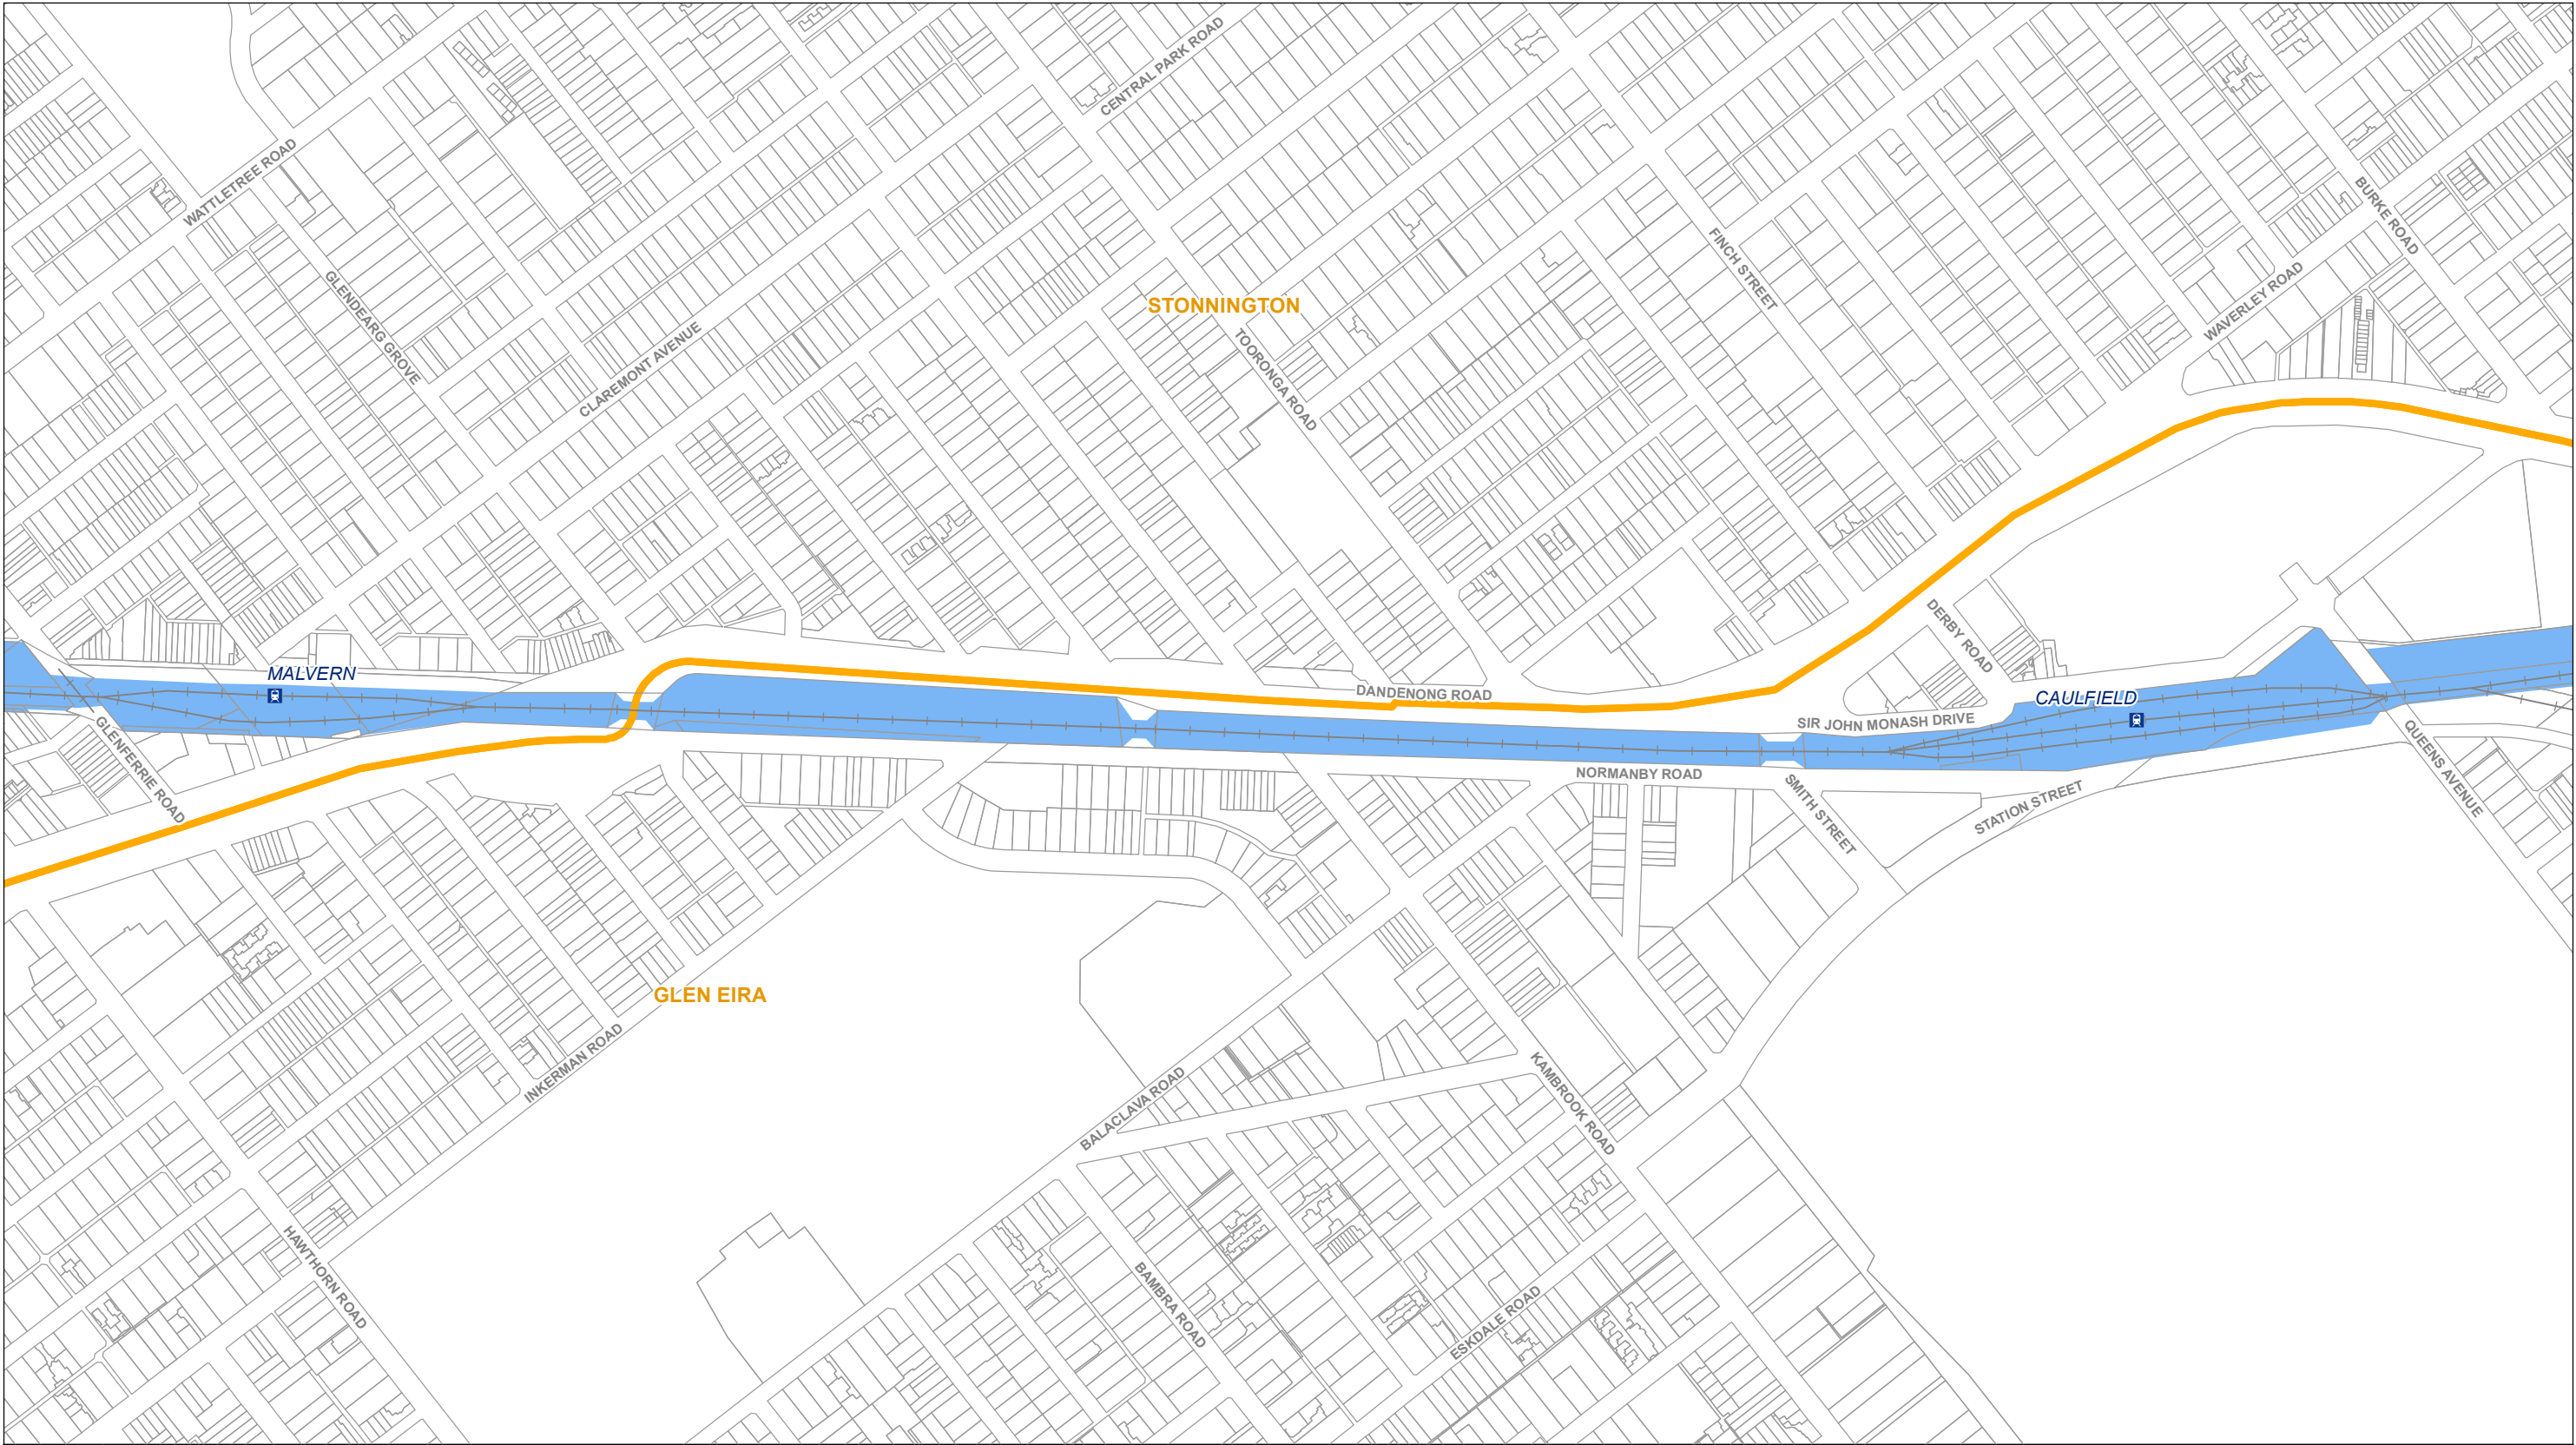 CENTRAL PARK ROAD
WATTLETREE ROAD
BURKE ROAD
FINCH STREET
GLENDEARG GROVE
STONNINGTON
WAVERLEY ROAD
CLAREMONT AVENUE
TOORONGA ROAD
DERBY ROAD
MALVERN
DANDENONG ROAD
CAULFIELD
SIR JOHN MONASH DRIVE
GLENFERRIE ROAD
QUEENS AVENUE
NORMANBY ROAD
SMITH STREET
STATION STREET
GLEN EIRA
INKERMAN ROAD
BALACLAVA ROAD
KAMBROOK ROAD
HAWTHORN ROAD
BAMBRA ROAD
ESKDALE ROAD